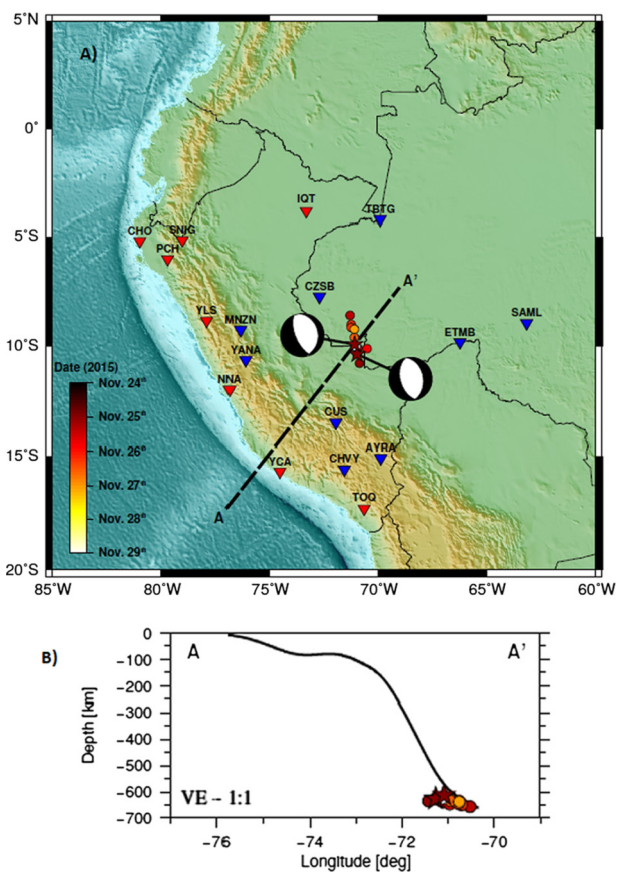 5°N
A)
0°
IQT
TBTG
CHO
SNIG
5°S
PCH
A'
CZSB
YLS
MNZN
SAML
ETMB
10°S
YANA
Date (2015)
NNA
Nov. 24th
Nov. 25th
CUS
Nov. 26th
AYRA
15°S
Nov. 27th
YCA
CHVY
Nov. 28th
TOQ
A
Nov. 29th
20°S
85°W
80°W
75°W
70°W
65°W
60°W
B)
0
A
A'
-100
-200
Depth [km]
-300
-400
-500
-600
VE - 1:1
-700
-76
-74
-72
-70
Longitude [deg]